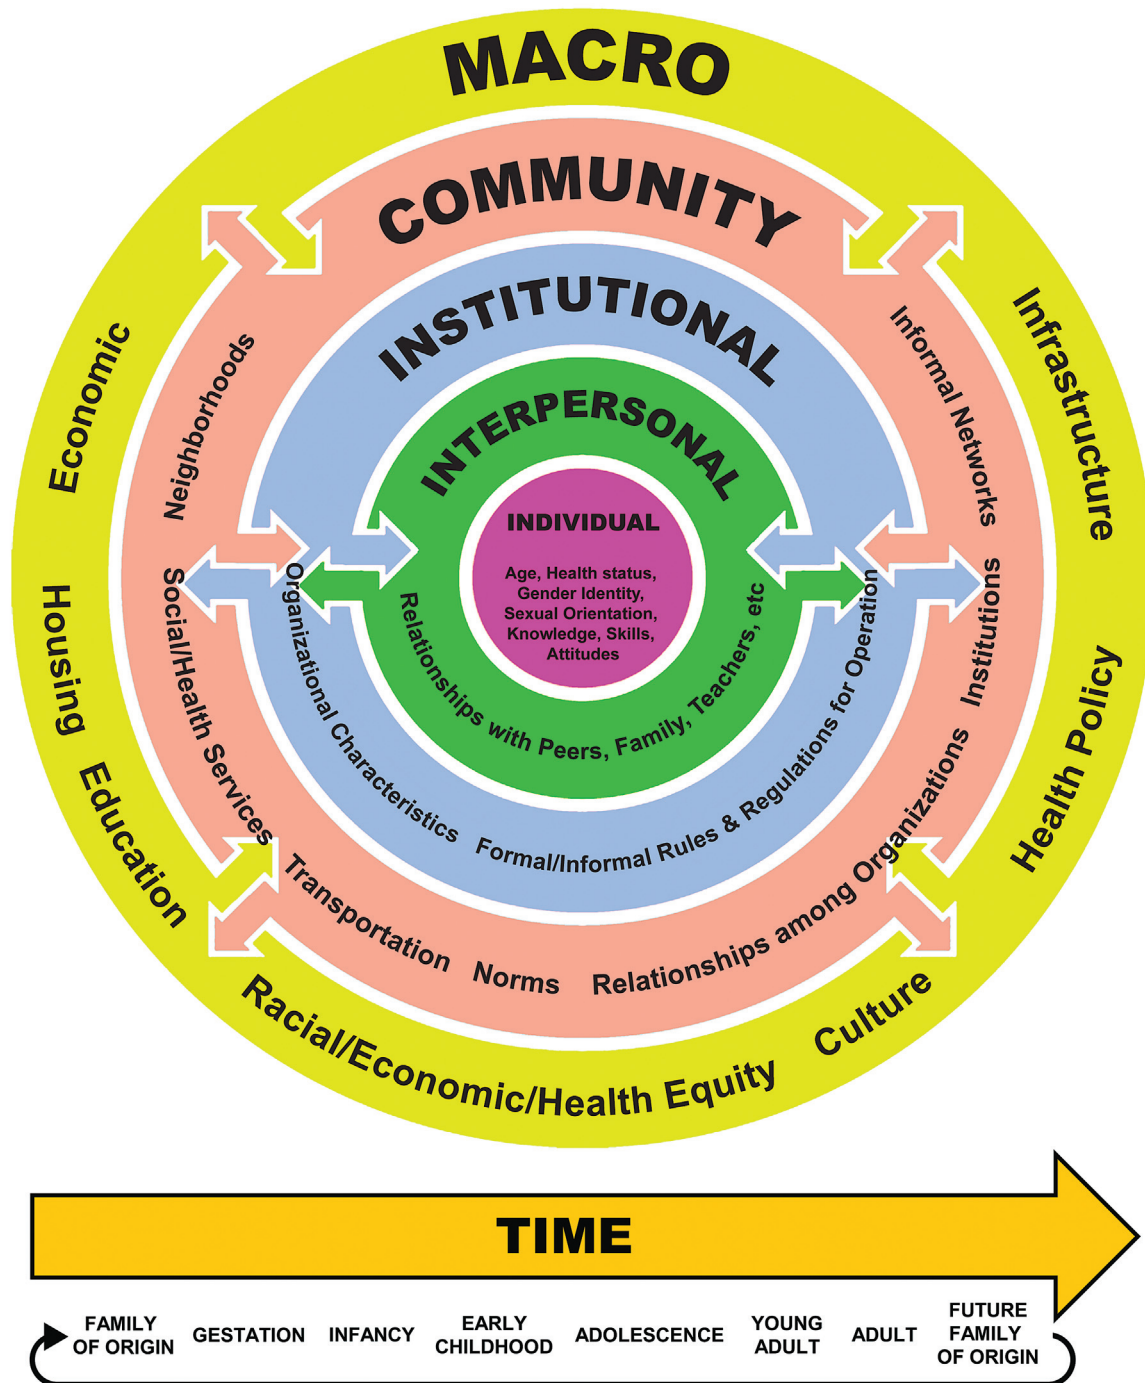 MACRO
COMMUNITY
INSTITUTIONAL
INTERPERSONAL
INDIVIDUAL
Age, Health status,
Gender Identity,
Sexual Orientation,
Knowledge, Skills,
Attitudes
Relationships with Peers, Family, Teachers, etc
Organizational Characteristics
Formal/Informal Rules & Regulations for Operation
Neighborhoods
Social/Health Services
Transportation
Norms
Relationships among Organizations
Institutions
Informal Networks
Economic
Housing
Education
Racial/Economic/Health Equity
Culture
Health Policy
Infrastructure
TIME
FAMILY
OF ORIGIN
GESTATION
INFANCY
EARLY
CHILDHOOD
ADOLESCENCE
YOUNG
ADULT
ADULT
FUTURE
FAMILY
OF ORIGIN